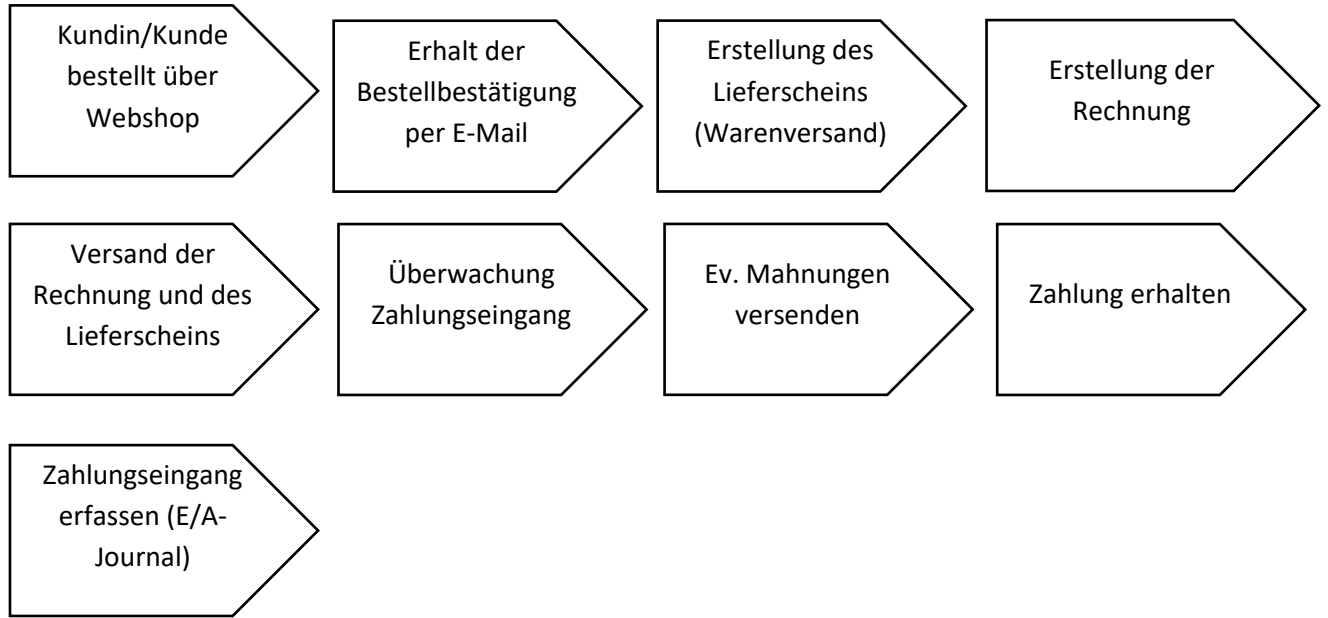 Kundin/Kunde
bestellt über
Webshop
Erhalt der
Bestellbestätigung
per E-Mail
Erstellung des
Lieferscheins
(Warenversand)
Erstellung der
Rechnung
Versand der
Rechnung und des
Lieferscheins
Überwachung
Zahlungseingang
Ev. Mahnungen
versenden
Zahlung erhalten
Zahlungseingang
erfassen (E/A-
Journal)